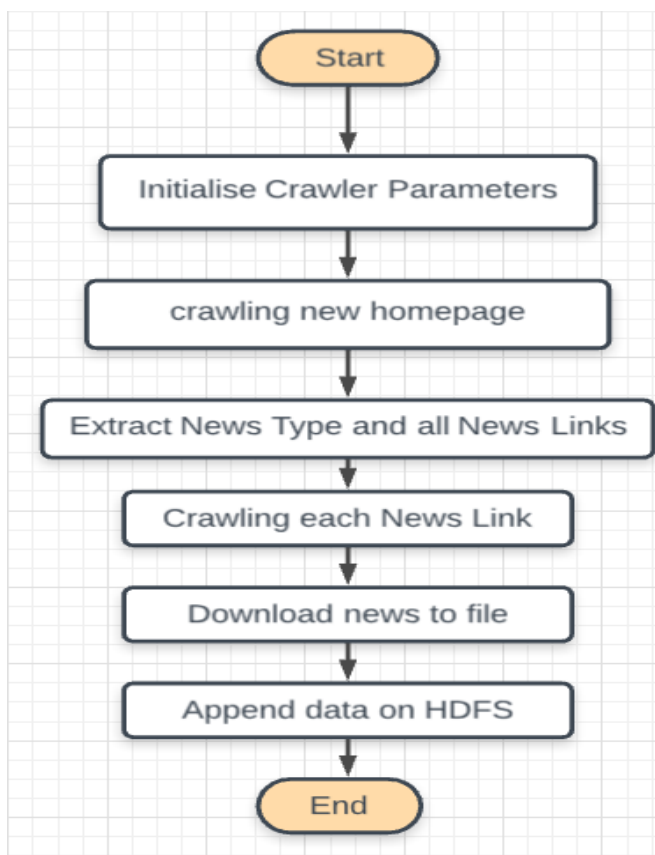 Start
Initialise Crawler Parameters
crawling new homepage
Extract News Type and all News Links
Crawling each News Link
Download news to file
Append data on HDFS
End